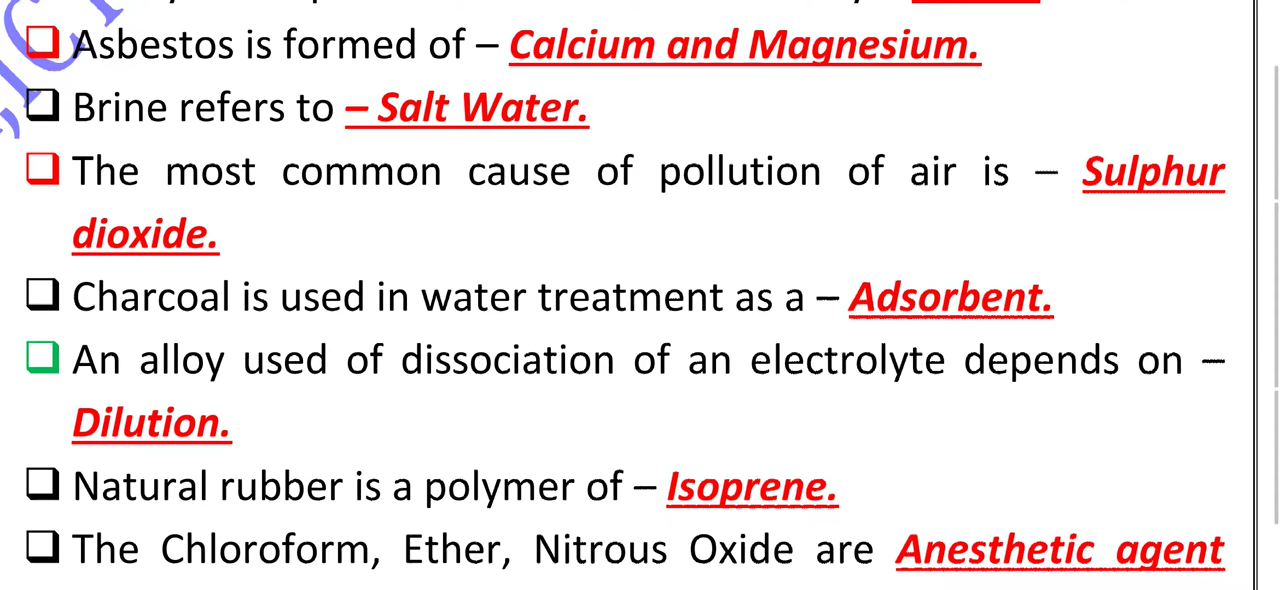 Asbestos is formed of – Calcium and Magnesium.
Brine refers to – Salt Water.
The most common cause of pollution of air is – Sulphur
dioxide.
Charcoal is used in water treatment as a – Adsorbent.
An alloy used of dissociation of an electrolyte depends on –
Dilution.
Natural rubber is a polymer of – Isoprene.
The Chloroform, Ether, Nitrous Oxide are Anesthetic agent